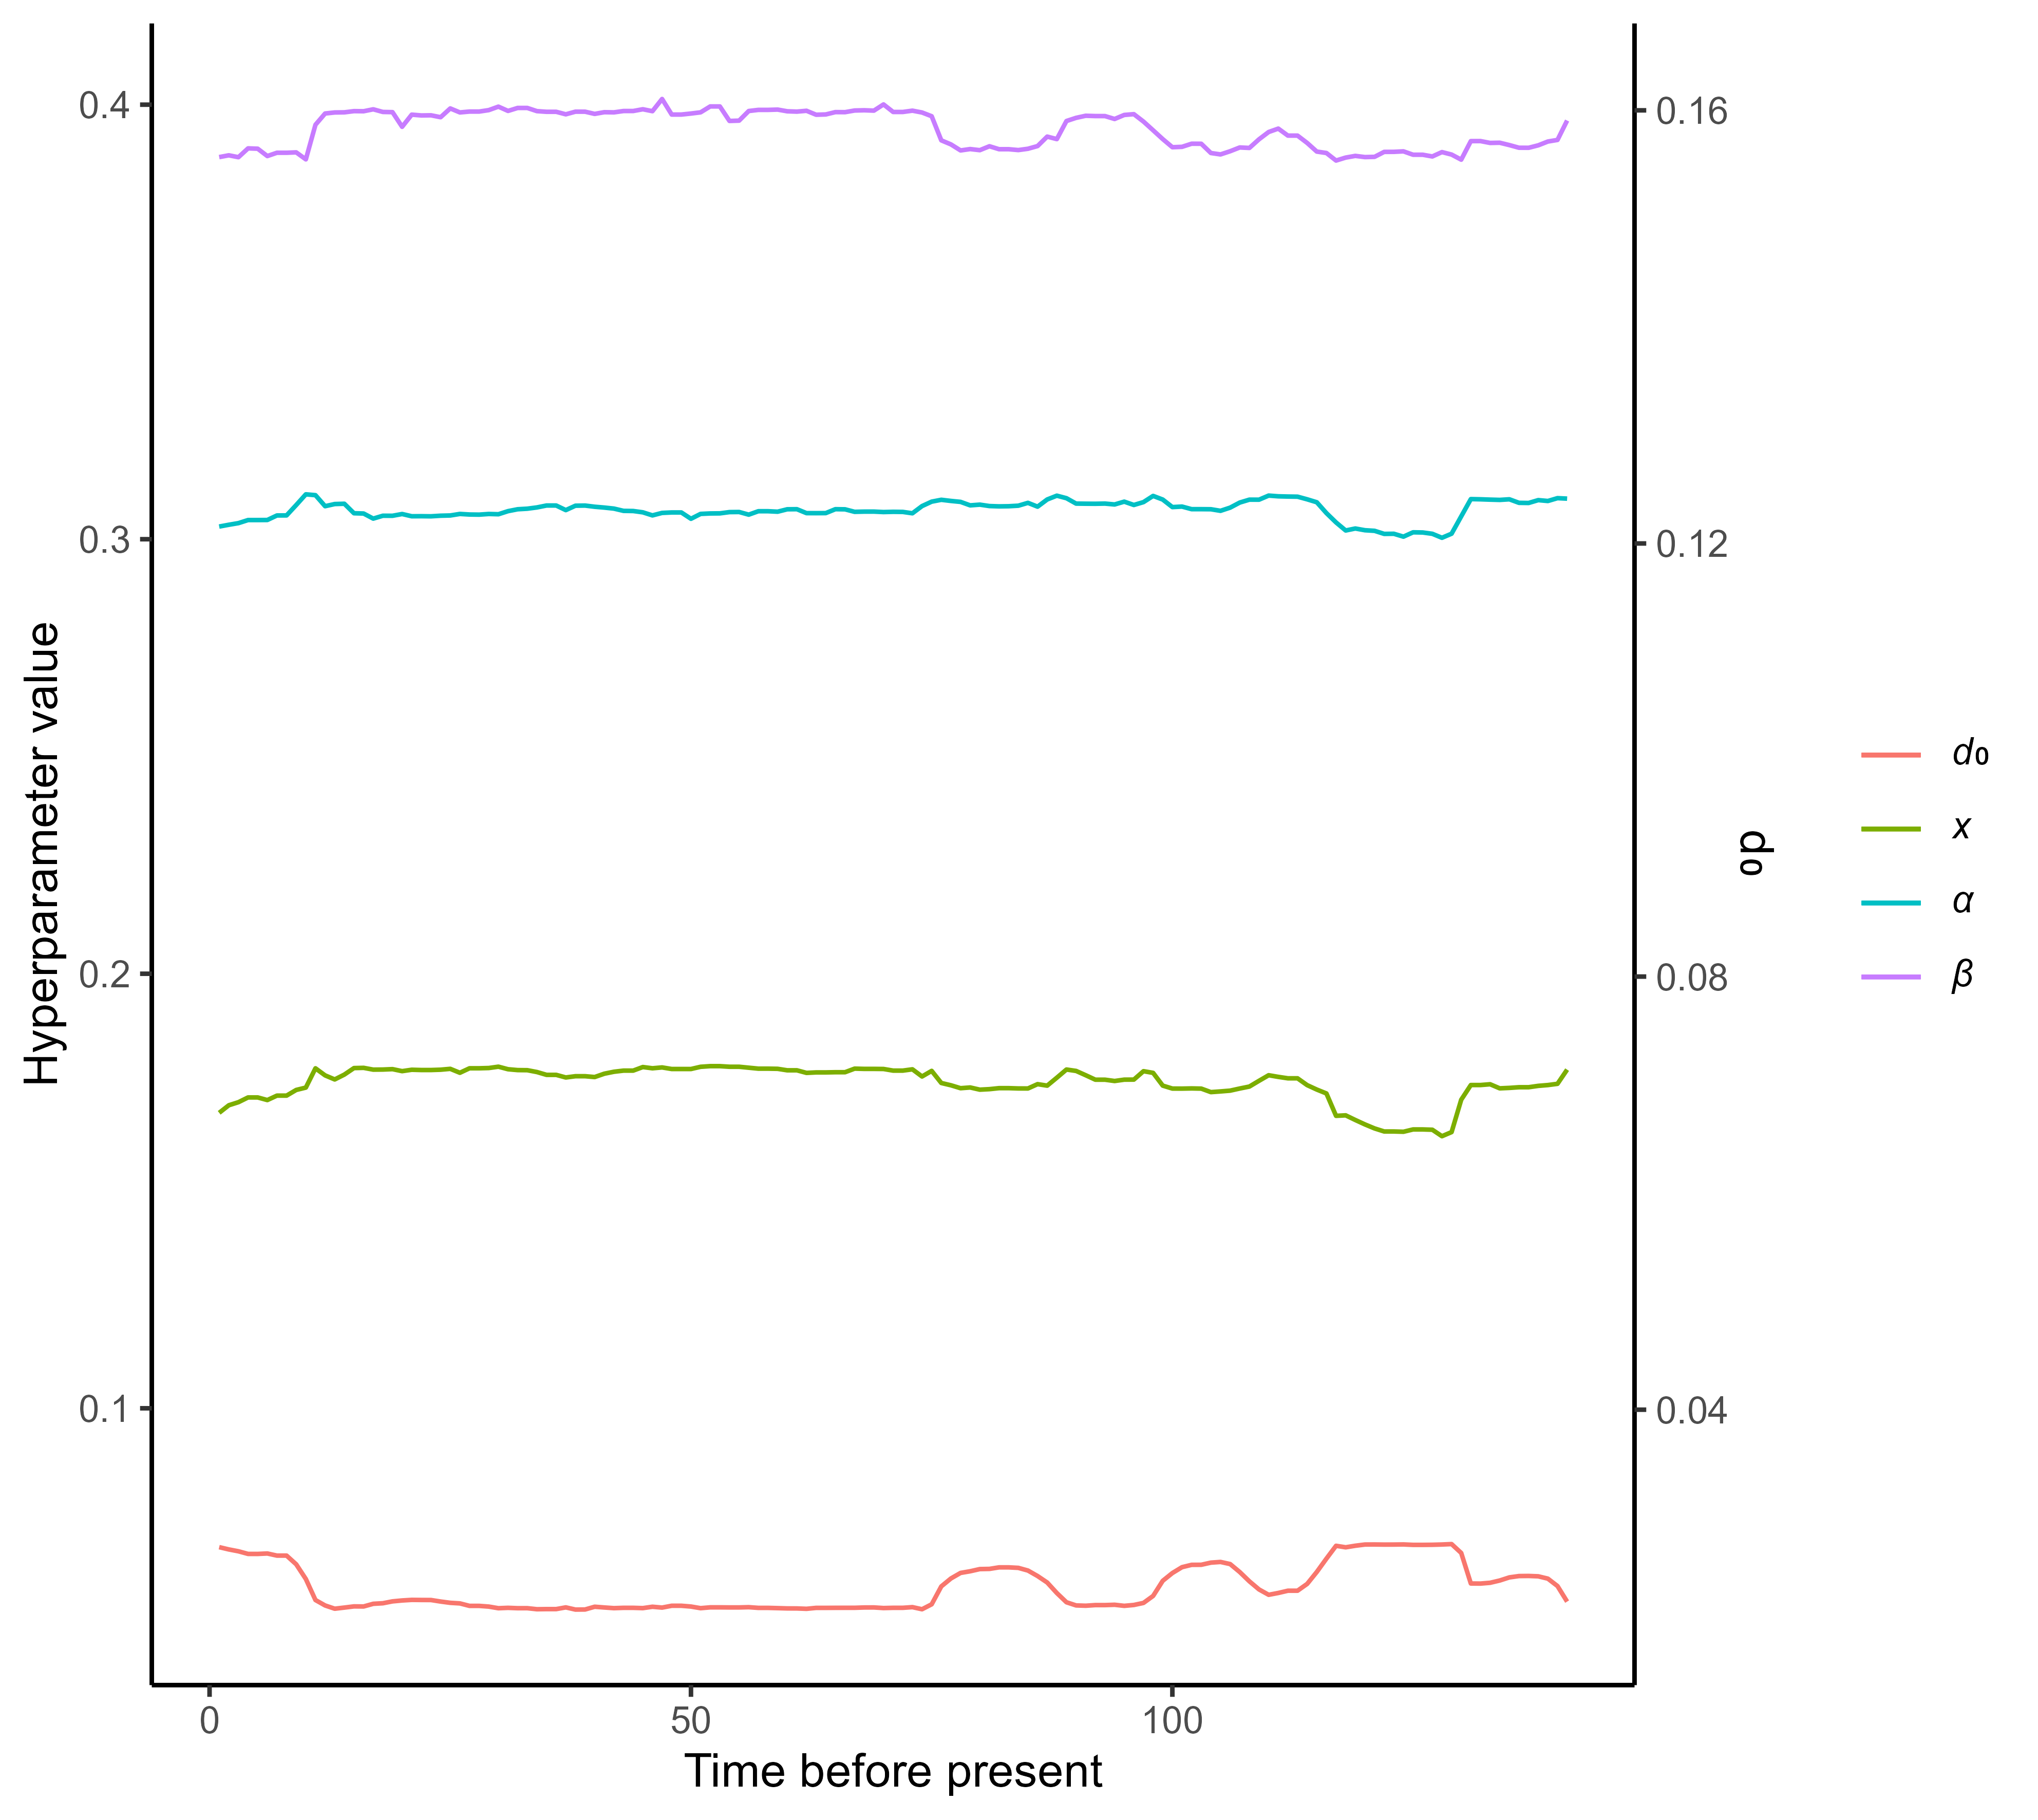 Hyperparameter value
0.4
0.3
0.2
0.1
0
50
100
Time before present
0.16
0.12
0.08
0.04
d₀
d₀
x
α
β